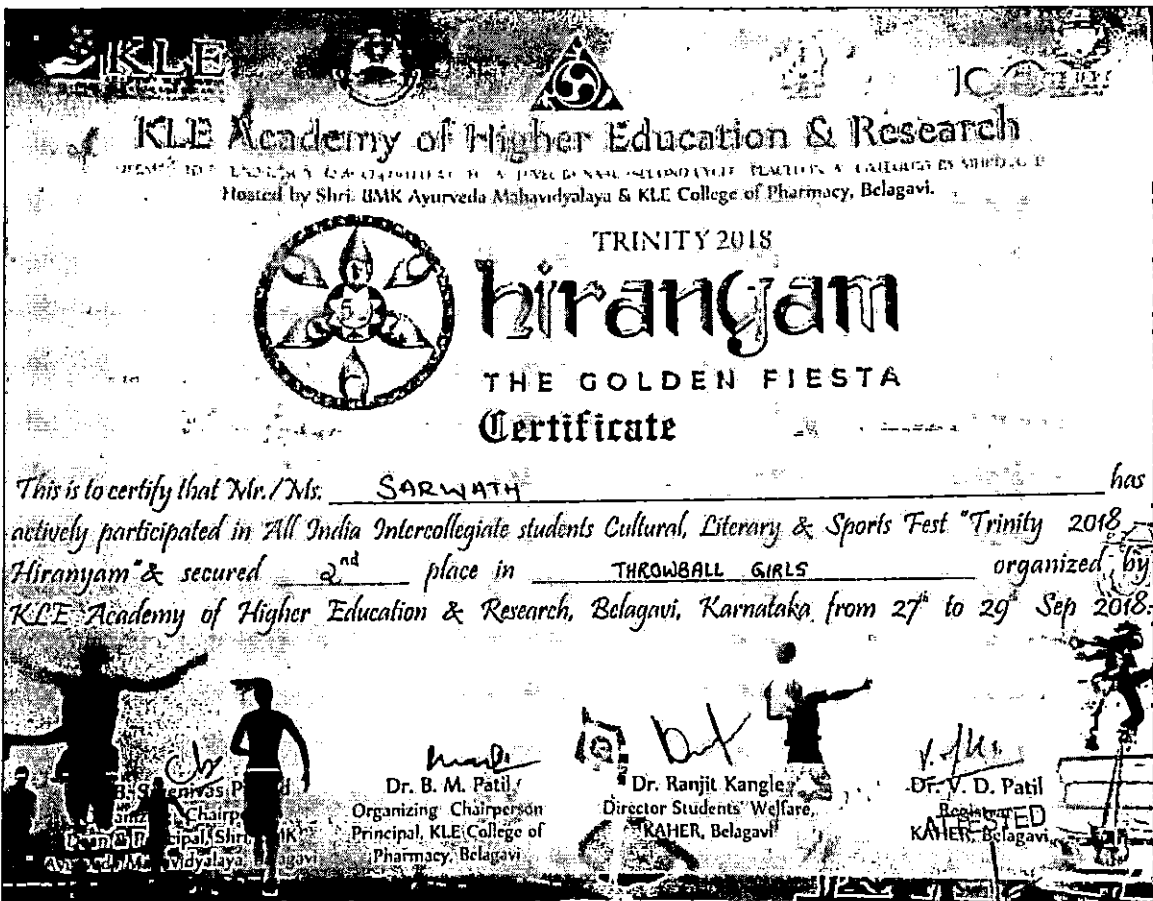 KLE
KLE Academy of Higher Education & Research
Hosted by Shri. BMK Ayurveda Mahavidyalaya & KLE College of Pharmacy, Belagavi.
TRINITY 2018
hiranyam
THE GOLDEN FIESTA
Certificate
This is to certify that Mr./Ms. SARWATH has
actively participated in All India Intercollegiate students Cultural, Literary & Sports Fest "Trinity 2018
Hiranyam" & secured 2nd place in THROWBALL GIRLS organized by
KLE Academy of Higher Education & Research, Belagavi, Karnataka from 27th to 29th Sep 2018.
Dr. B. M. Patil
Organizing Chairperson
Principal, KLE College of
Pharmacy, Belagavi
Dr. Ranjit Kangle
Director Students' Welfare,
KAHER, Belagavi
Dr. V. D. Patil
Registrar
KAHER, Belagavi
ATTESTED